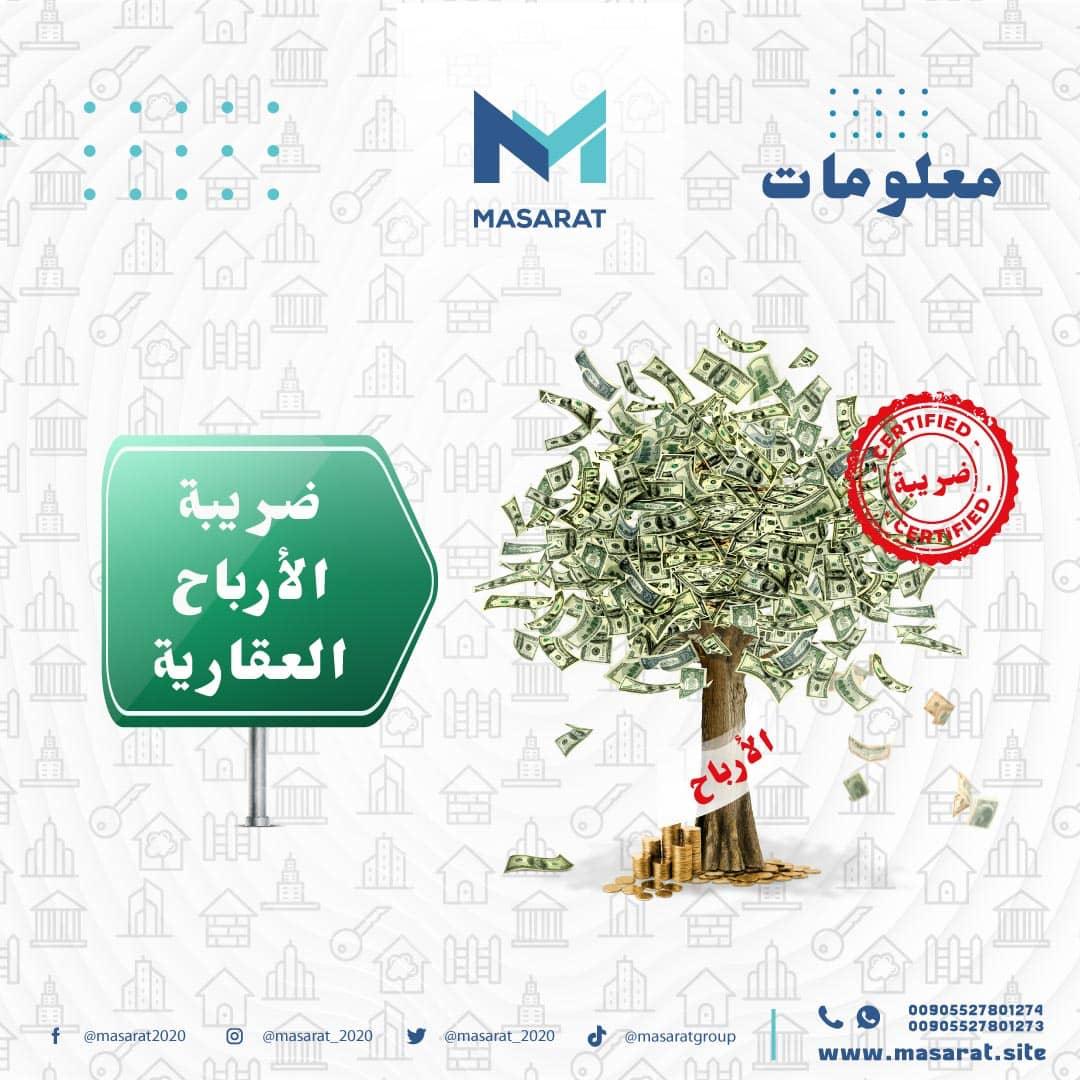 MASARAT
معلومات
ضريبة
الأرباح
العقارية
CERTIFIED -
ضريبة
CERTIFIED -
الأرباح
@masarat2020
@masarat_2020
@masarat_2020
@masaratgroup
00905527801274
00905527801273
www.masarat.site